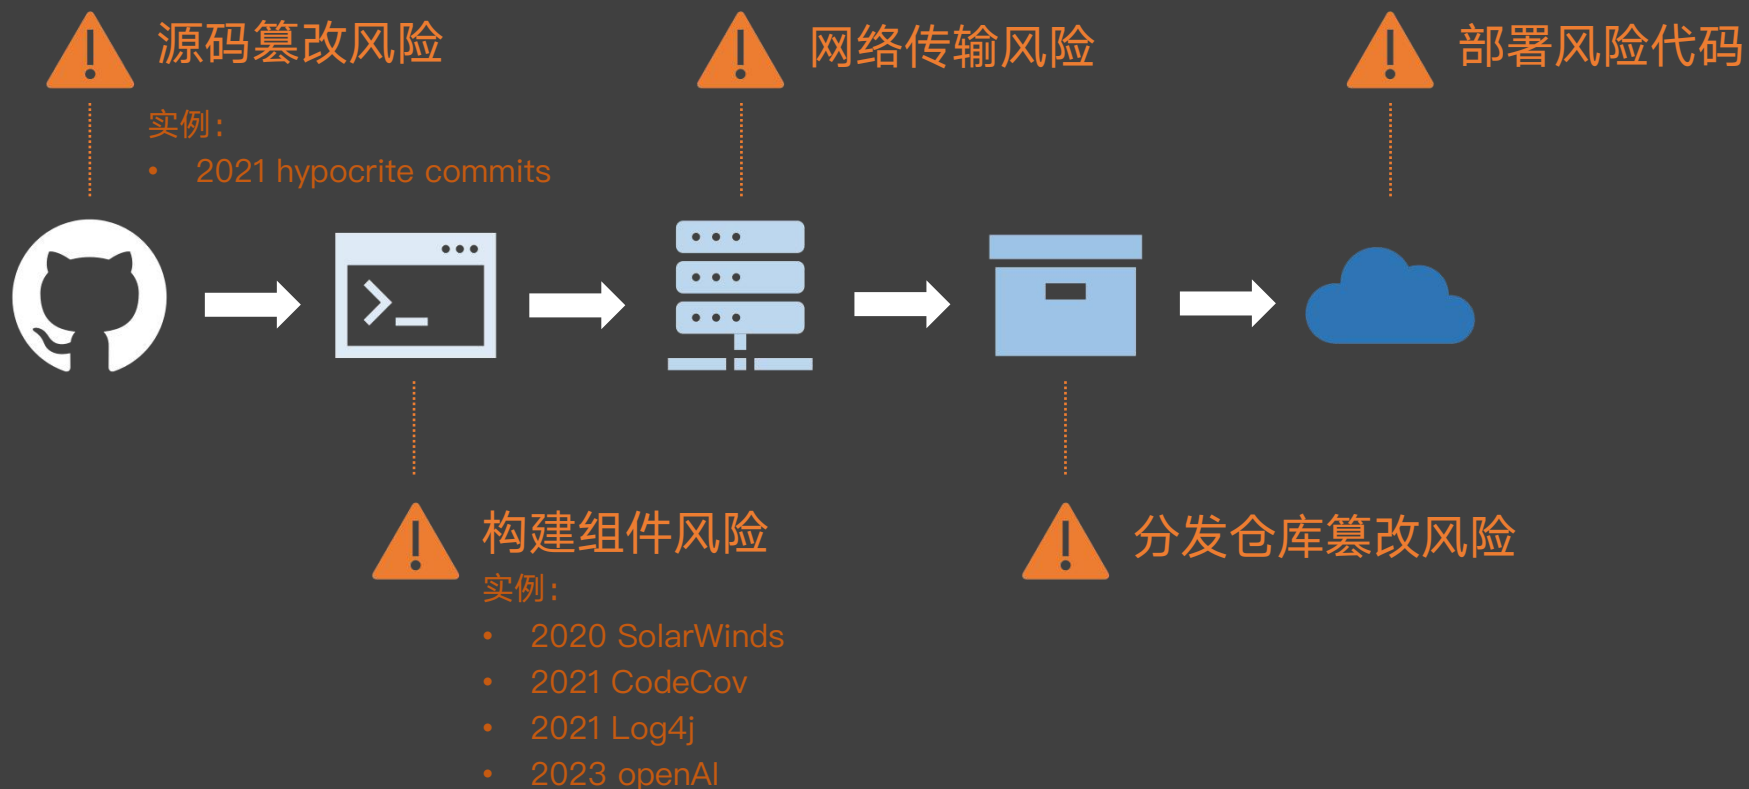 源码篡改风险
实例：
• 2021 hypocrite commits
网络传输风险
部署风险代码
>_
构建组件风险
实例：
• 2020 SolarWinds
• 2021 CodeCov
• 2021 Log4j
• 2023 openAI
分发仓库篡改风险